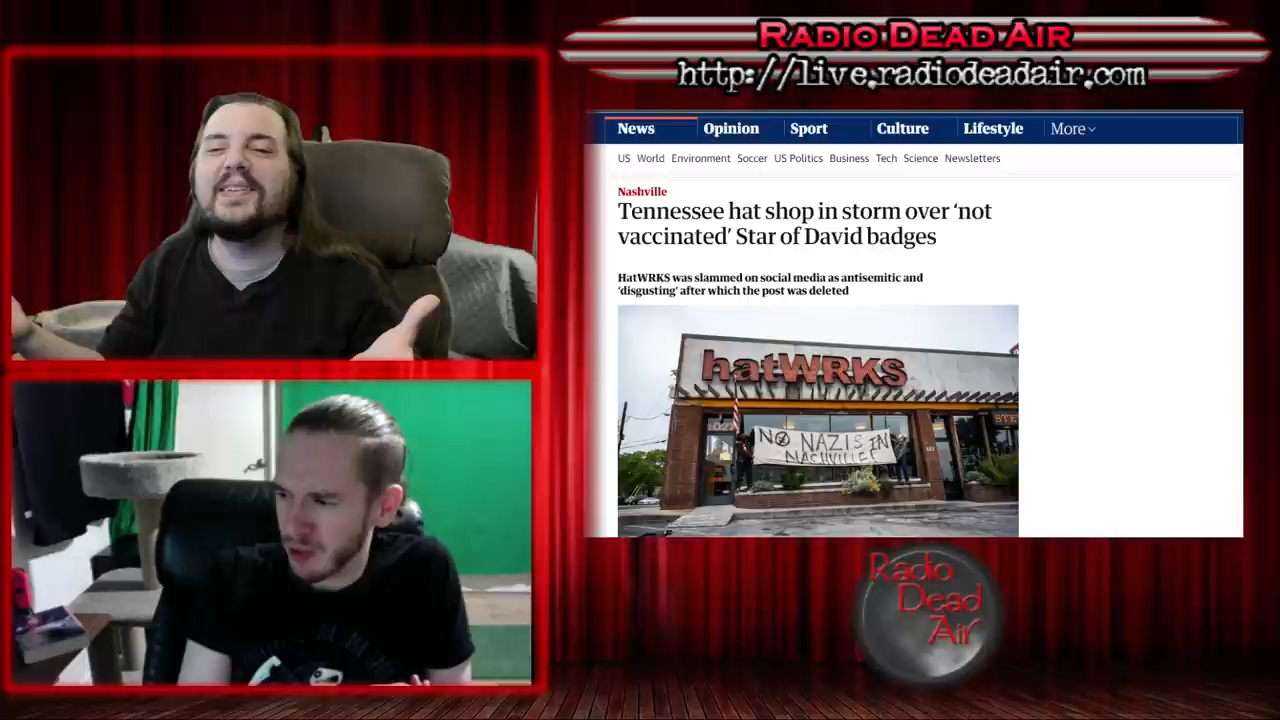 RADIO DEAD AIR
http://live.radiodeadair.com
News Opinion Sport Culture Lifestyle More
US World Environment Soccer US Politics Business Tech Science Newsletters
Nashville
Tennessee hat shop in storm over ‘not
vaccinated’ Star of David badges
HatWRKS was slammed on social media as antisemitic and
‘disgusting’ after which the post was deleted
hatWRKS
NO NAZIS IN
NASHVILLE!
Radio
Dead
Air